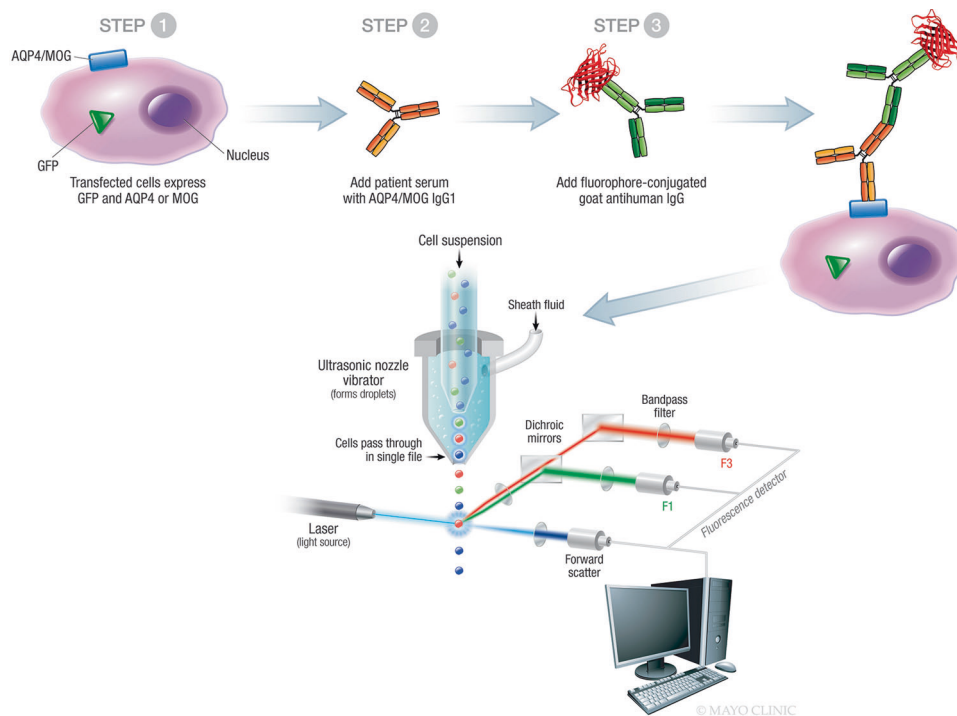 STEP 1
STEP 2
STEP 3
AQP4/MOG
GFP
Nucleus
Transfected cells express
GFP and AQP4 or MOG
Add patient serum
with AQP4/MOG IgG1
Add fluorophore-conjugated
goat antihuman IgG
Cell suspension
Sheath fluid
Ultrasonic nozzle
vibrator
(forms droplets)
Cells pass through
in single file
Bandpass
filter
Dichroic
mirrors
F3
F1
Fluorescence detector
Laser
(light source)
Forward
scatter
© MAYO CLINIC